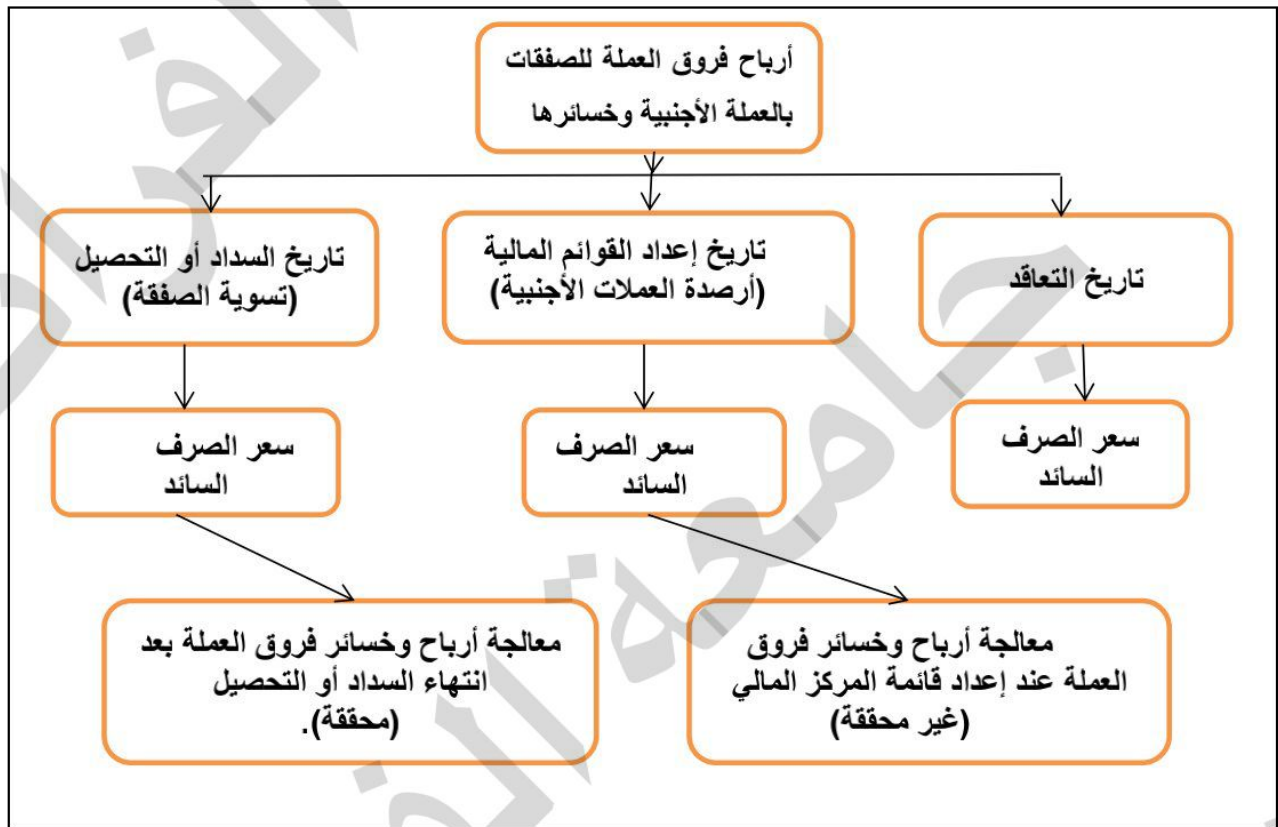 أرباح فروق العملة للصفقات
بالعملة الأجنبية وخسائرها
تاريخ التعاقد
تاريخ إعداد القوائم المالية
(أرصدة العملات الأجنبية)
تاريخ السداد أو التحصيل
(تسوية الصفقة)
سعر الصرف
السائد
سعر الصرف
السائد
سعر الصرف
السائد
معالجة أرباح وخسائر فروق
العملة عند إعداد قائمة المركز المالي
(غير محققة)
معالجة أرباح وخسائر فروق العملة بعد
انتهاء السداد أو التحصيل
(محققة).
جامعة الفرات